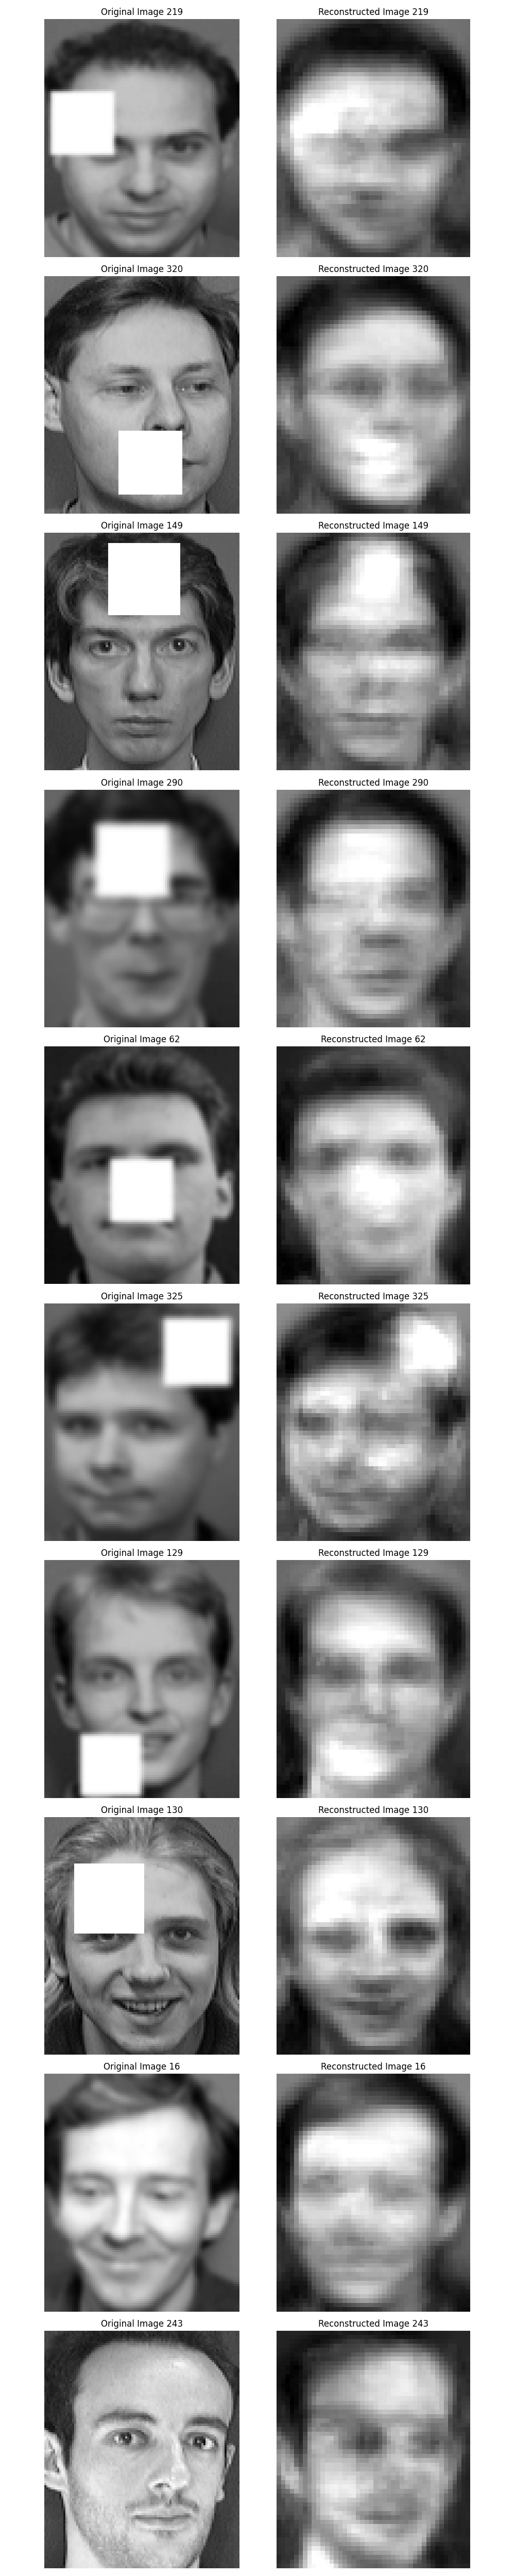 Original Image 219
Reconstructed Image 219
Original Image 320
Reconstructed Image 320
Original Image 149
Reconstructed Image 149
Original Image 290
Reconstructed Image 290
Original Image 62
Reconstructed Image 62
Original Image 325
Reconstructed Image 325
Original Image 129
Reconstructed Image 129
Original Image 130
Reconstructed Image 130
Original Image 16
Reconstructed Image 16
Original Image 243
Reconstructed Image 243